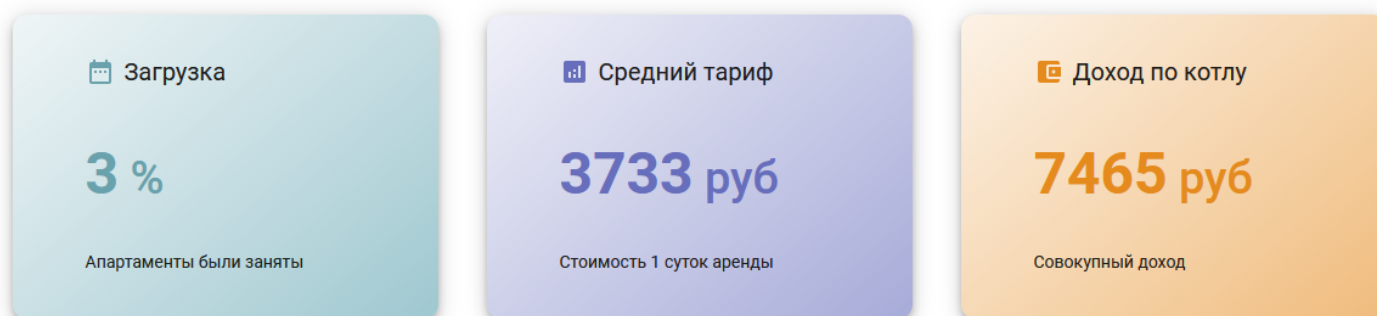 Загрузка
3 %
Апартаменты были заняты
Средний тариф
3733 руб
Стоимость 1 суток аренды
Доход по котлу
7465 руб
Совокупный доход